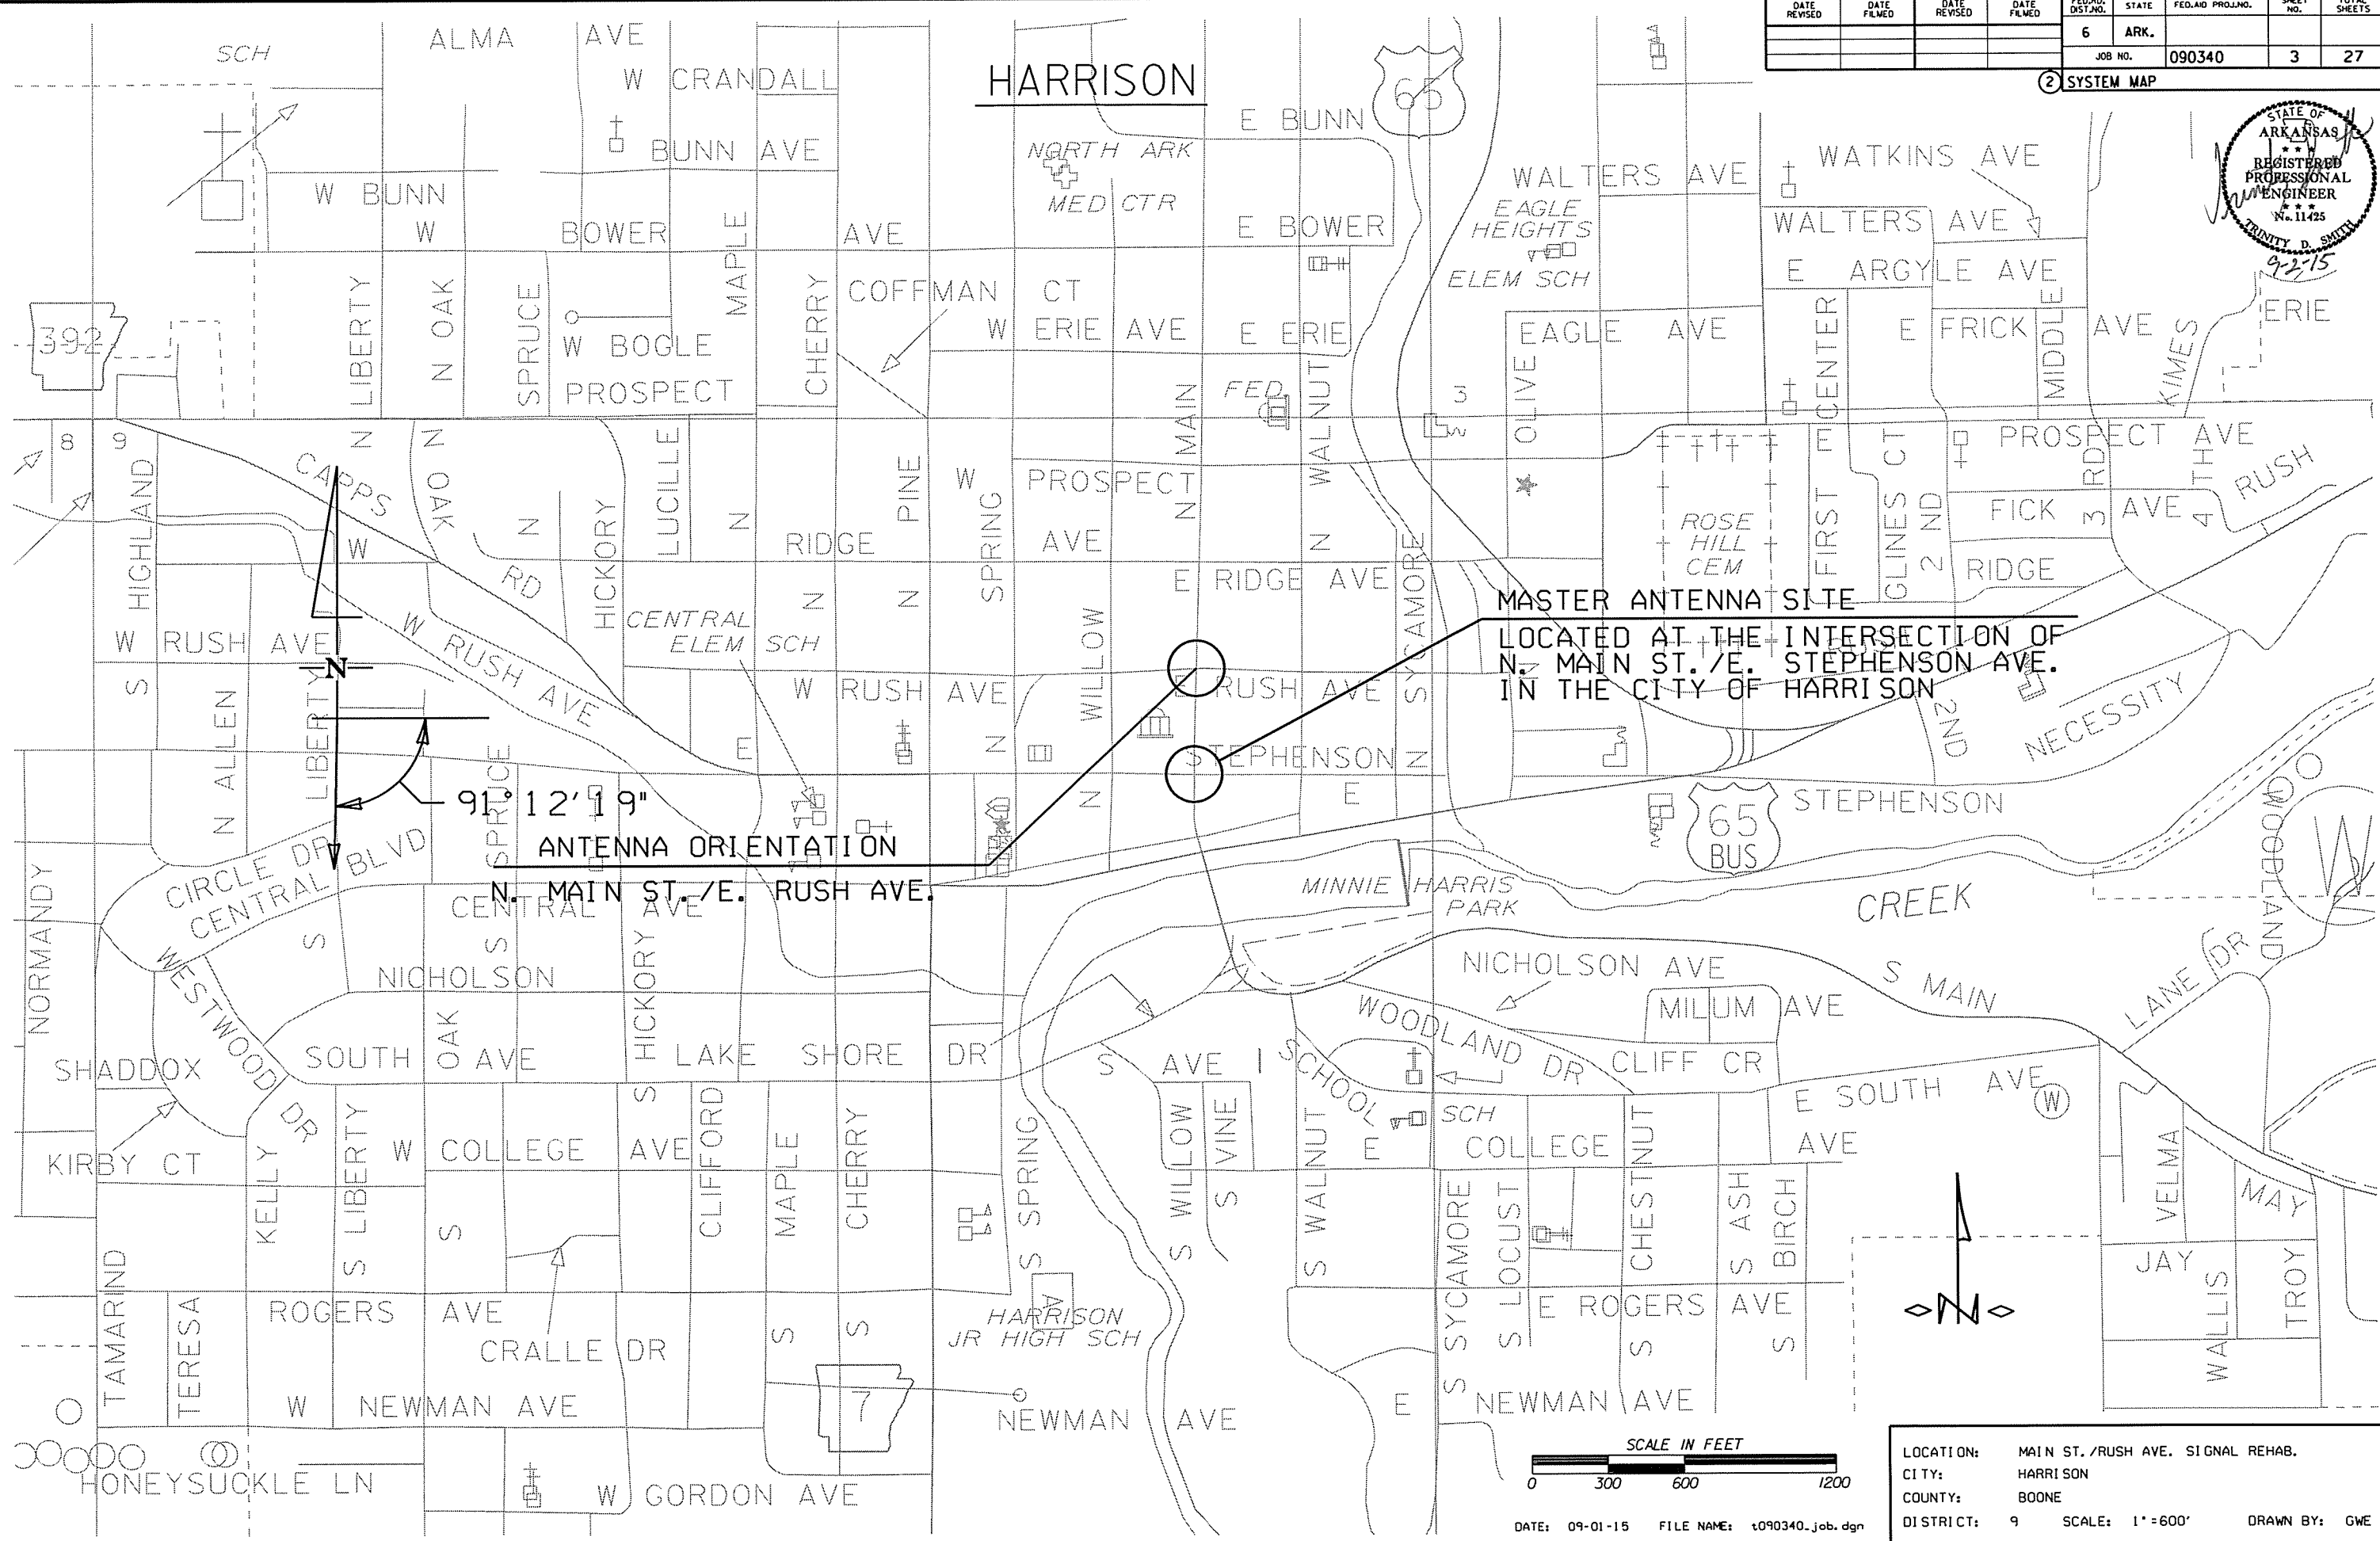 DATE REVISED
DATE FILMED
DATE REVISED
DATE FILMED
FED.RD. DIST.NO.
STATE
FED.AID PROJ.NO.
SHEET NO.
TOTAL SHEETS
6 ARK.
JOB NO. 090340 3 27
2 SYSTEM MAP
STATE OF
ARKANSAS
REGISTERED
PROFESSIONAL
ENGINEER
No. 11425
TRINITY D. SMITH
9-2-15
HARRISON
SCH
ALMA AVE
W CRANDALL
BUNN AVE
W BUNN
W BOWER AVE
E BUNN
65
NORTH ARK
MED CTR
E BOWER
WALTERS AVE
EAGLE
HEIGHTS
ELEM SCH
WATKINS AVE
WALTERS AVE
E ARGYLE AVE
392
LIBERTY
N OAK
SPRUCE
MAPLE
CHERRY
COFFMAN CT
W ERIE AVE
E ERIE
W BOGLE
PROSPECT
EAGLE AVE
CENTER
E FRICK AVE
MIDDLE
KIMES
ERIE
FED
N MAIN
N WALNUT
3
OLIVE
8 9
HIGHLAND
CAPPS
N
N OAK
N
HICKORY
LUCILLE
N
RIDGE
N PINE
SPRING
W PROSPECT
AVE
E PROSPECT AVE
FIRST
GLINES CT
2 ND
3 RD
4 TH
FICK AVE
RUSH
ROSE
HILL
CEM
RIDGE
W
RD
E RIDGE AVE
N SYCAMORE
CENTRAL
ELEM SCH
W RUSH AVE
W RUSH AVE
W RUSH AVE
E RUSH AVE
MASTER ANTENNA SITE
LOCATED AT THE INTERSECTION OF
N. MAIN ST./E. STEPHENSON AVE.
IN THE CITY OF HARRISON
N
S
N ALLEN
LIBERTY
SPRUCE
N WILLOW
STEPHENSON
E
2ND
NECESSITY
91°12'19"
ANTENNA ORIENTATION
N. MAIN ST./E. RUSH AVE.
65
BUS
STEPHENSON
WOODLAND
CIRCLE DR
CENTRAL BLVD
CENTRAL AVE
MINNIE HARRIS
PARK
CREEK
NORMANDY
WESTWOOD DR
S
S
NICHOLSON
HICKORY
NICHOLSON AVE
S MAIN
LANE DR
MILUM AVE
WOODLAND DR
CLIFF CR
SHADDOX
SOUTH AVE
OAK
S
LAKE SHORE DR
S AVE
SCHOOL
SCH
E SOUTH AVE
W
KIRBY CT
KELLY
S LIBERTY
W COLLEGE AVE
CLIFFORD
MAPLE
CHERRY
S SPRING
S WILLOW
S VINE
S WALNUT
E COLLEGE AVE
S SYCAMORE
S LOCUST
S CHESTNUT
S ASH
S BIRCH
VELMA
MAY
JAY
WALLIS
TROY
TAMARIND
TERESA
S
ROGERS AVE
CRALLE DR
S
S
HARRISON
JR HIGH SCH
E ROGERS AVE
N
W NEWMAN AVE
7
NEWMAN AVE
E NEWMAN AVE
S
HONEYSUCKLE LN
W GORDON AVE
SCALE IN FEET
0 300 600 1200
DATE: 09-01-15 FILE NAME: t090340_job.dgn
LOCATION: MAIN ST./RUSH AVE. SIGNAL REHAB.
CITY: HARRISON
COUNTY: BOONE
DISTRICT: 9 SCALE: 1"=600' DRAWN BY: GWE